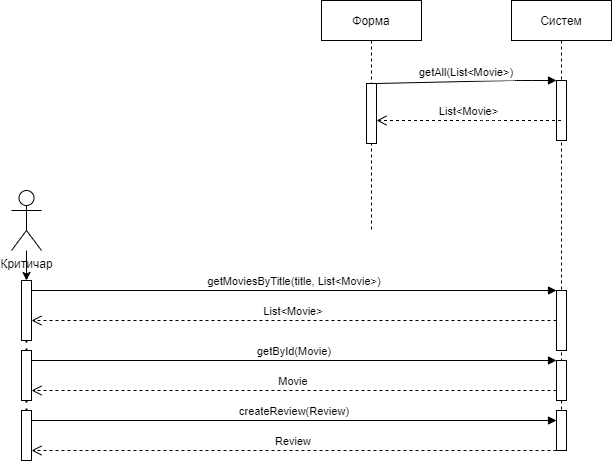 Форма
Систем
getAll(List<Movie>)
List<Movie>
Критичар
getMoviesByTitle(title, List<Movie>)
List<Movie>
getById(Movie)
Movie
createReview(Review)
Review